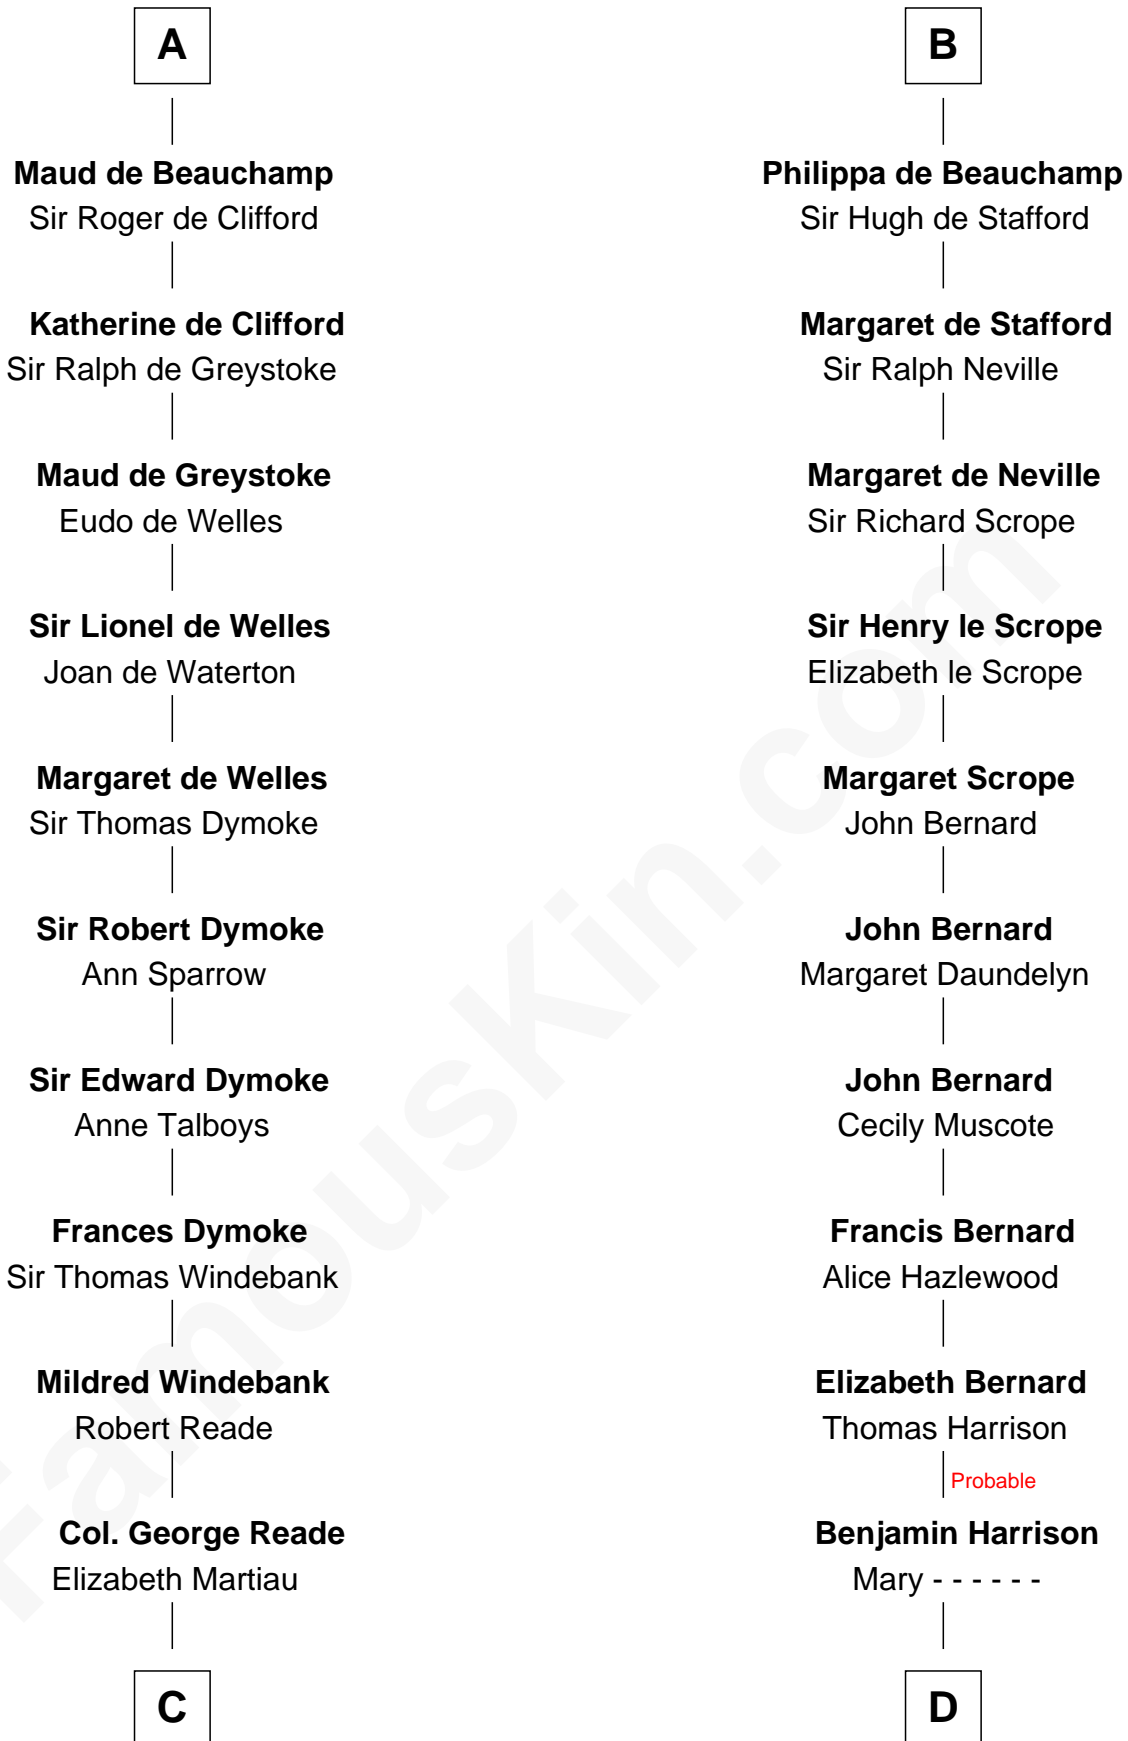 A
Maud de Beauchamp
Sir Roger de Clifford
Katherine de Clifford
Sir Ralph de Greystoke
Maud de Greystoke
Eudo de Welles
Sir Lionel de Welles
Joan de Waterton
Margaret de Welles
Sir Thomas Dymoke
Sir Robert Dymoke
Ann Sparrow
Sir Edward Dymoke
Anne Talboys
Frances Dymoke
Sir Thomas Windebank
Mildred Windebank
Robert Reade
Col. George Reade
Elizabeth Martiau
C
B
Philippa de Beauchamp
Sir Hugh de Stafford
Margaret de Stafford
Sir Ralph Neville
Margaret de Neville
Sir Richard Scrope
Sir Henry le Scrope
Elizabeth le Scrope
Margaret Scrope
John Bernard
John Bernard
Margaret Daundelyn
John Bernard
Cecily Muscote
Francis Bernard
Alice Hazlewood
Elizabeth Bernard
Thomas Harrison
Probable
Benjamin Harrison
Mary - - - - - -
D
FamousKin.com